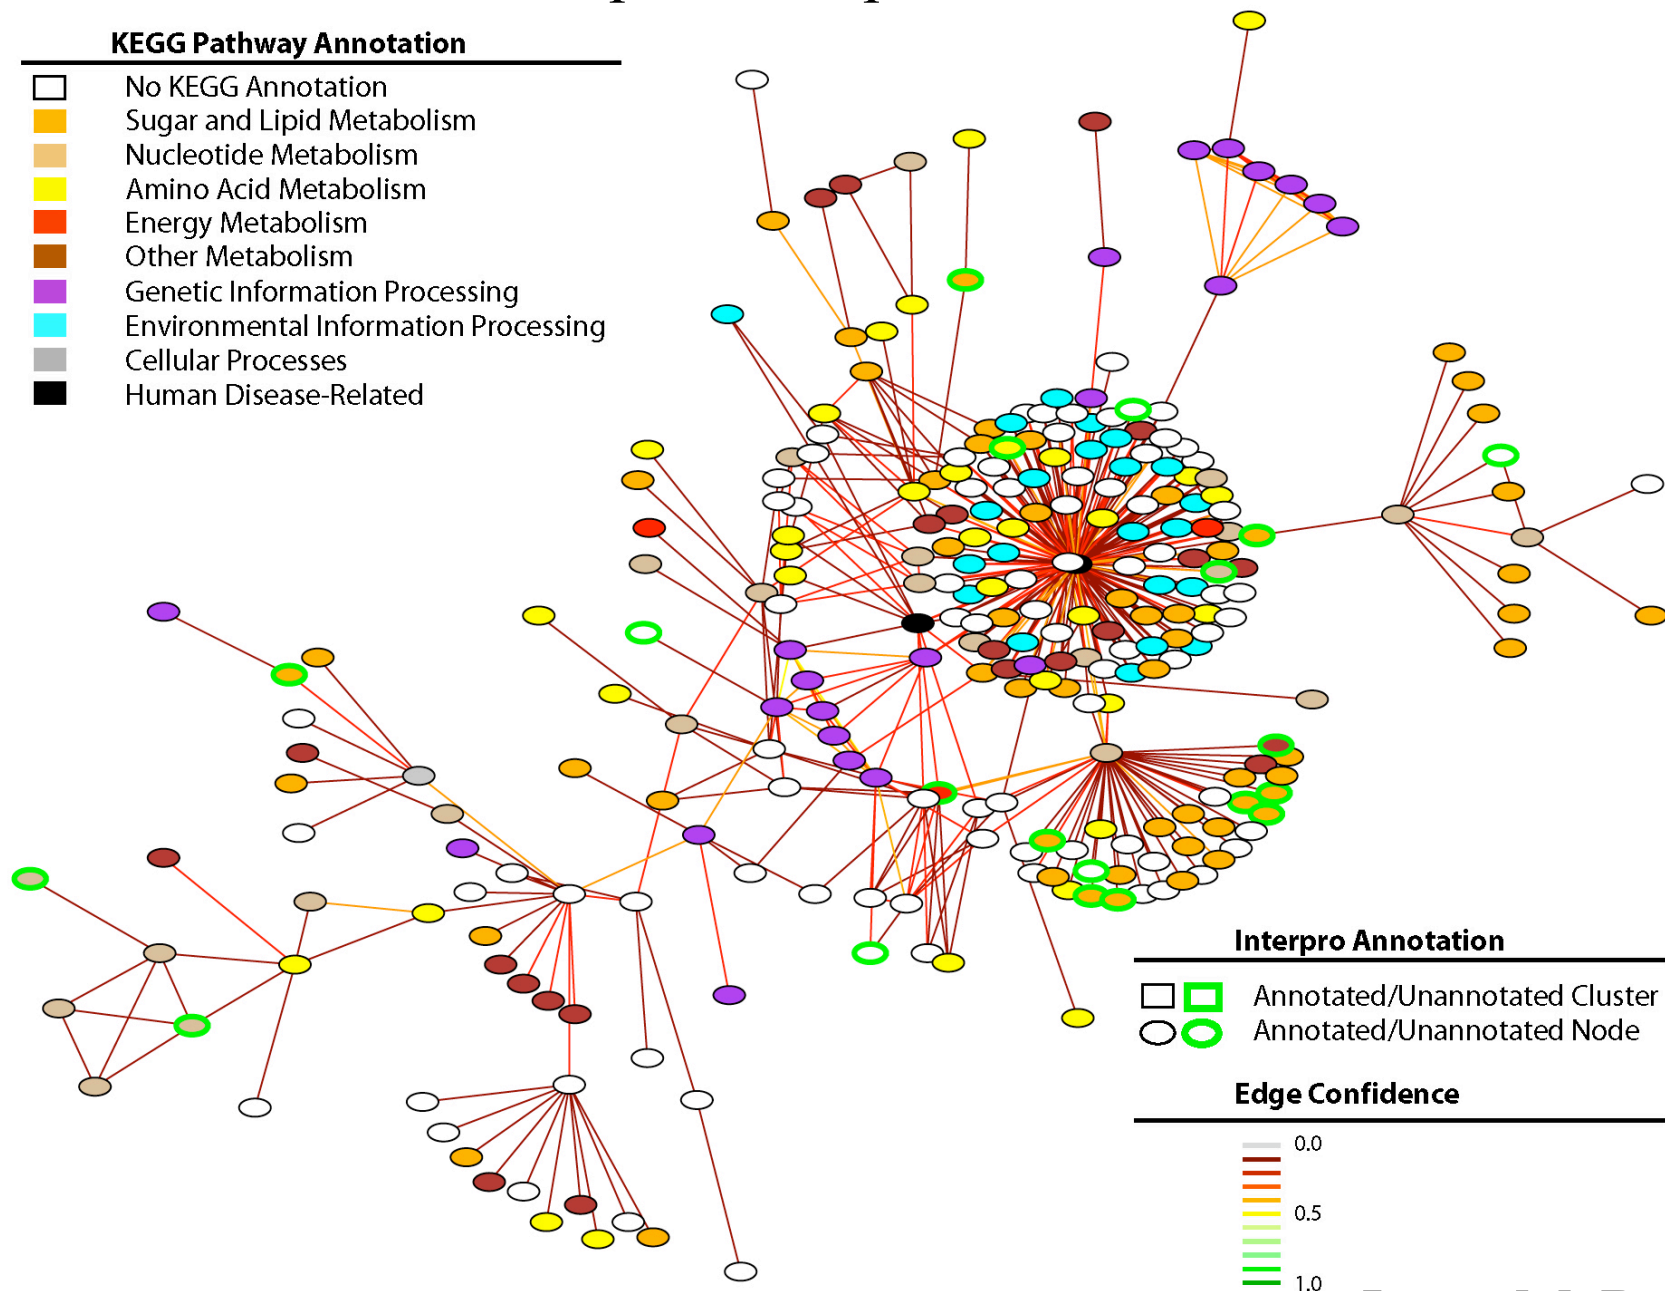 KEGG Pathway Annotation
No KEGG Annotation
Sugar and Lipid Metabolism
Nucleotide Metabolism
Amino Acid Metabolism
Energy Metabolism
Other Metabolism
Genetic Information Processing
Environmental Information Processing
Cellular Processes
Human Disease-Related
Interpro Annotation
Annotated/Unannotated Cluster
Annotated/Unannotated Node
Edge Confidence
0.0
0.5
1.0